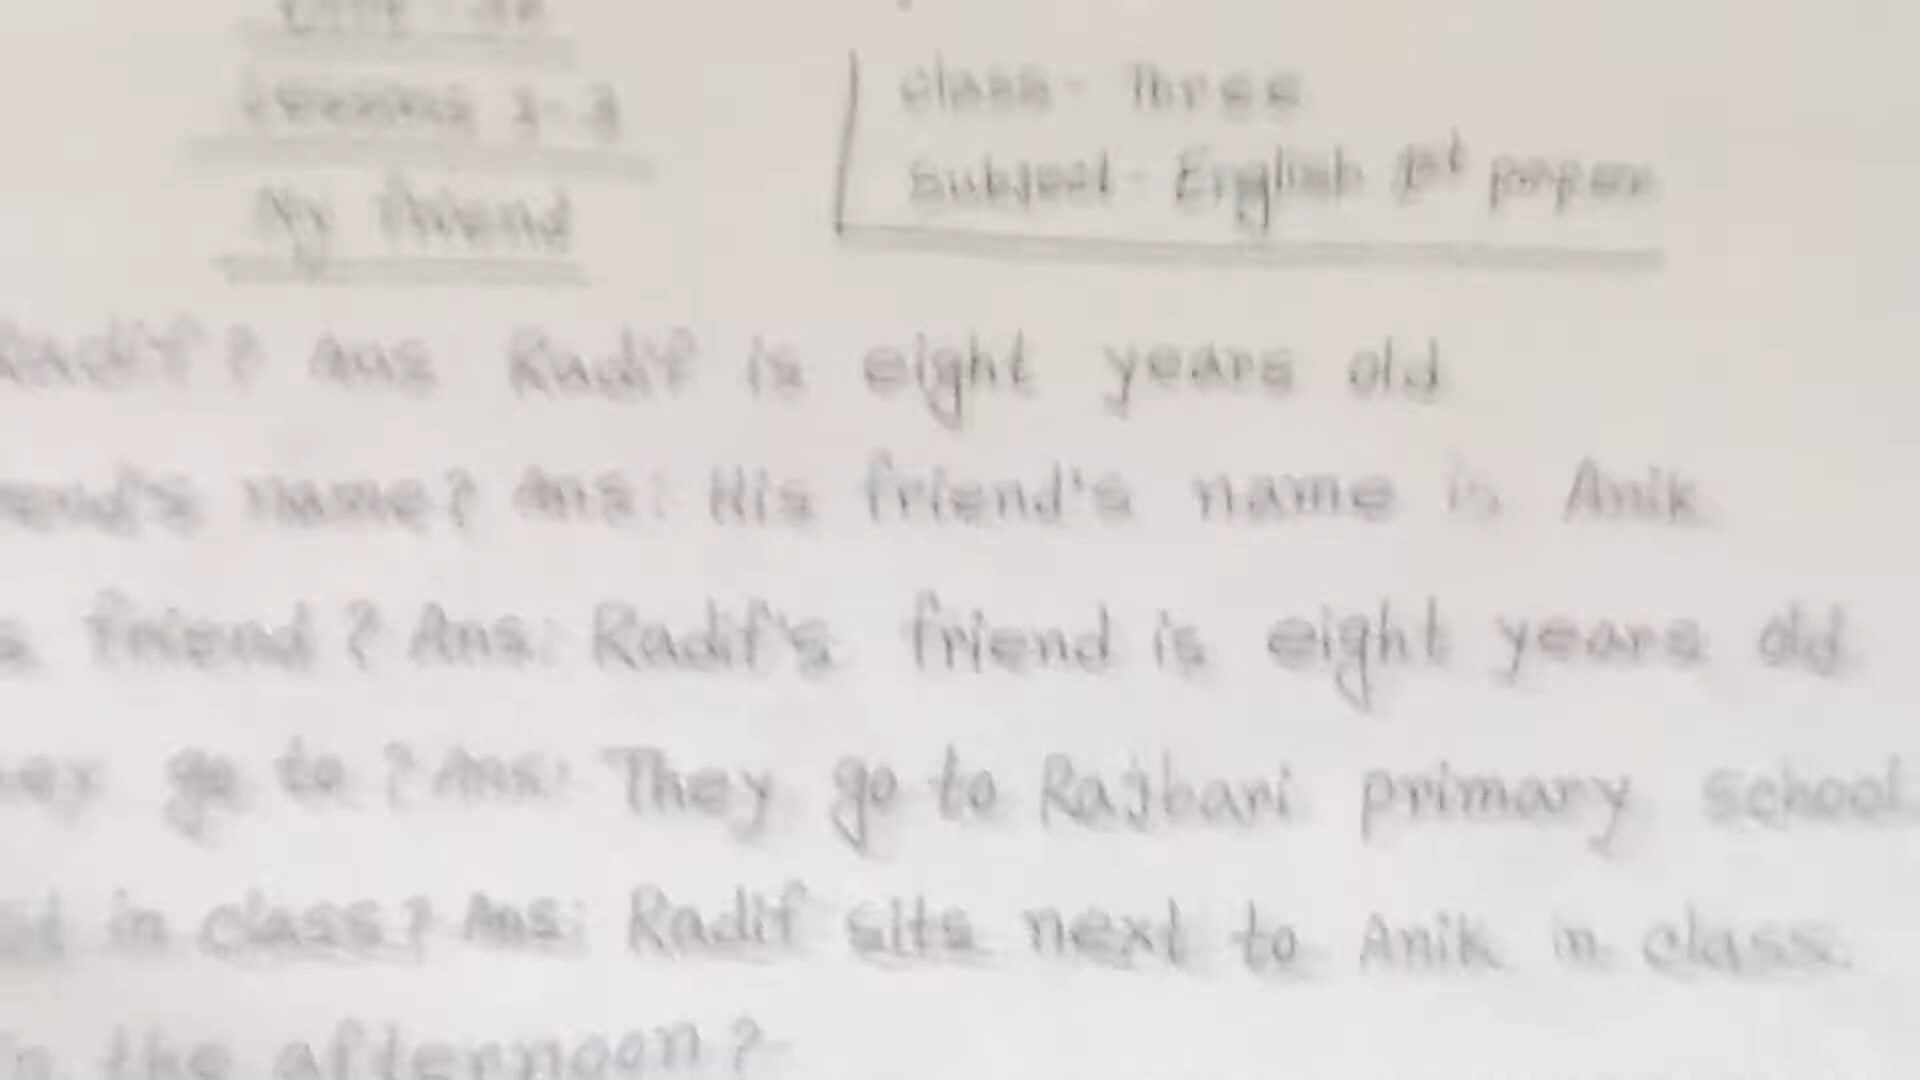 My friend
class- Three
Subject- English 1st paper
Radif? Ans Radif is eight years old
name? Ans: His friend's name is Anik
friend? Ans: Radif's friend is eight years old
go to? Ans: They go to Rajbari primary school
in class? Ans: Radif sits next to Anik in class.
the afternoon?